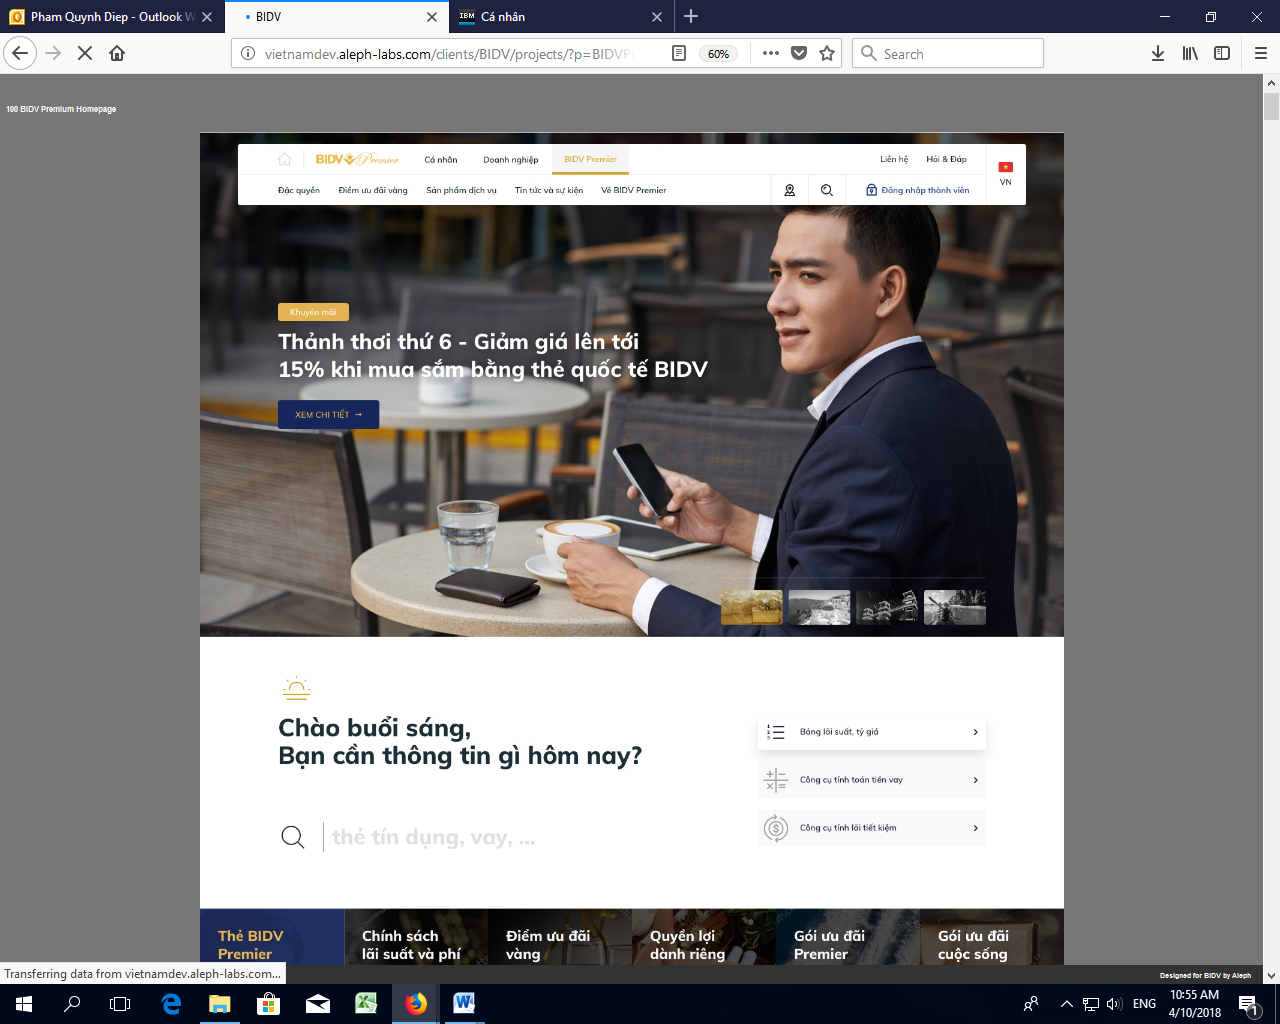 Pham Quynh Diep - Outlook W
BIDV
IBM
Cá nhân
vietnamdev.aleph-labs.com/clients/BIDV/projects/?p=BIDVP
60%
Search
100 BIDV Premium Homepage
BIDV Premier
Cá nhân
Doanh nghiệp
BIDV Premier
Liên hệ
Hỏi & Đáp
VN
Đặc quyền
Điểm ưu đãi vàng
Sản phẩm dịch vụ
Tin tức và sự kiện
Về BIDV Premier
Đăng nhập thành viên
Khuyến mãi
Thảnh thơi thứ 6 - Giảm giá lên tới
15% khi mua sắm bằng thẻ quốc tế BIDV
XEM CHI TIẾT →
Chào buổi sáng,
Bạn cần thông tin gì hôm nay?
thẻ tín dụng, vay, ...
Bảng lãi suất, tỷ giá
Công cụ tính toán tiền vay
Công cụ tính lãi tiết kiệm
Thẻ BIDV
Premier
Chính sách
lãi suất và phí
Điểm ưu đãi
vàng
Quyền lợi
dành riêng
Gói ưu đãi
Premier
Gói ưu đãi
cuộc sống
Transferring data from vietnamdev.aleph-labs.com...
Designed for BIDV by Aleph
ENG
10:55 AM
4/10/2018
1